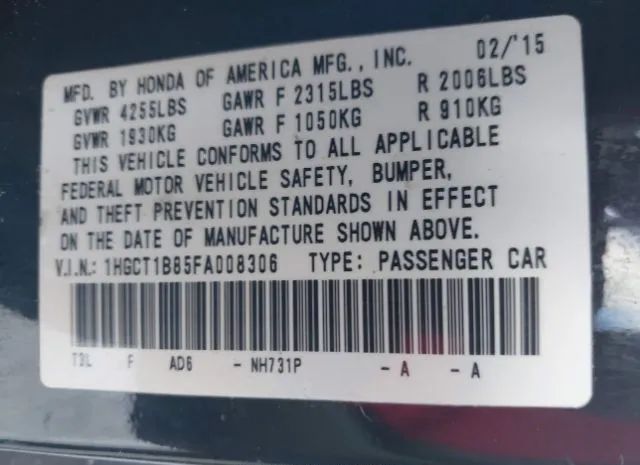 MFD. BY HONDA OF AMERICA MFG., INC. 02/'15
GVWR 4255LBS GAWR F 2315LBS R 2006LBS
GVWR 1930KG GAWR F 1050KG R 910KG
THIS VEHICLE CONFORMS TO ALL APPLICABLE
FEDERAL MOTOR VEHICLE SAFETY, BUMPER,
AND THEFT PREVENTION STANDARDS IN EFFECT
ON THE DATE OF MANUFACTURE SHOWN ABOVE.
V.I.N.: 1HGCT1B85FA008306 TYPE: PASSENGER CAR
T3L F AD6 - NH731P - A - A